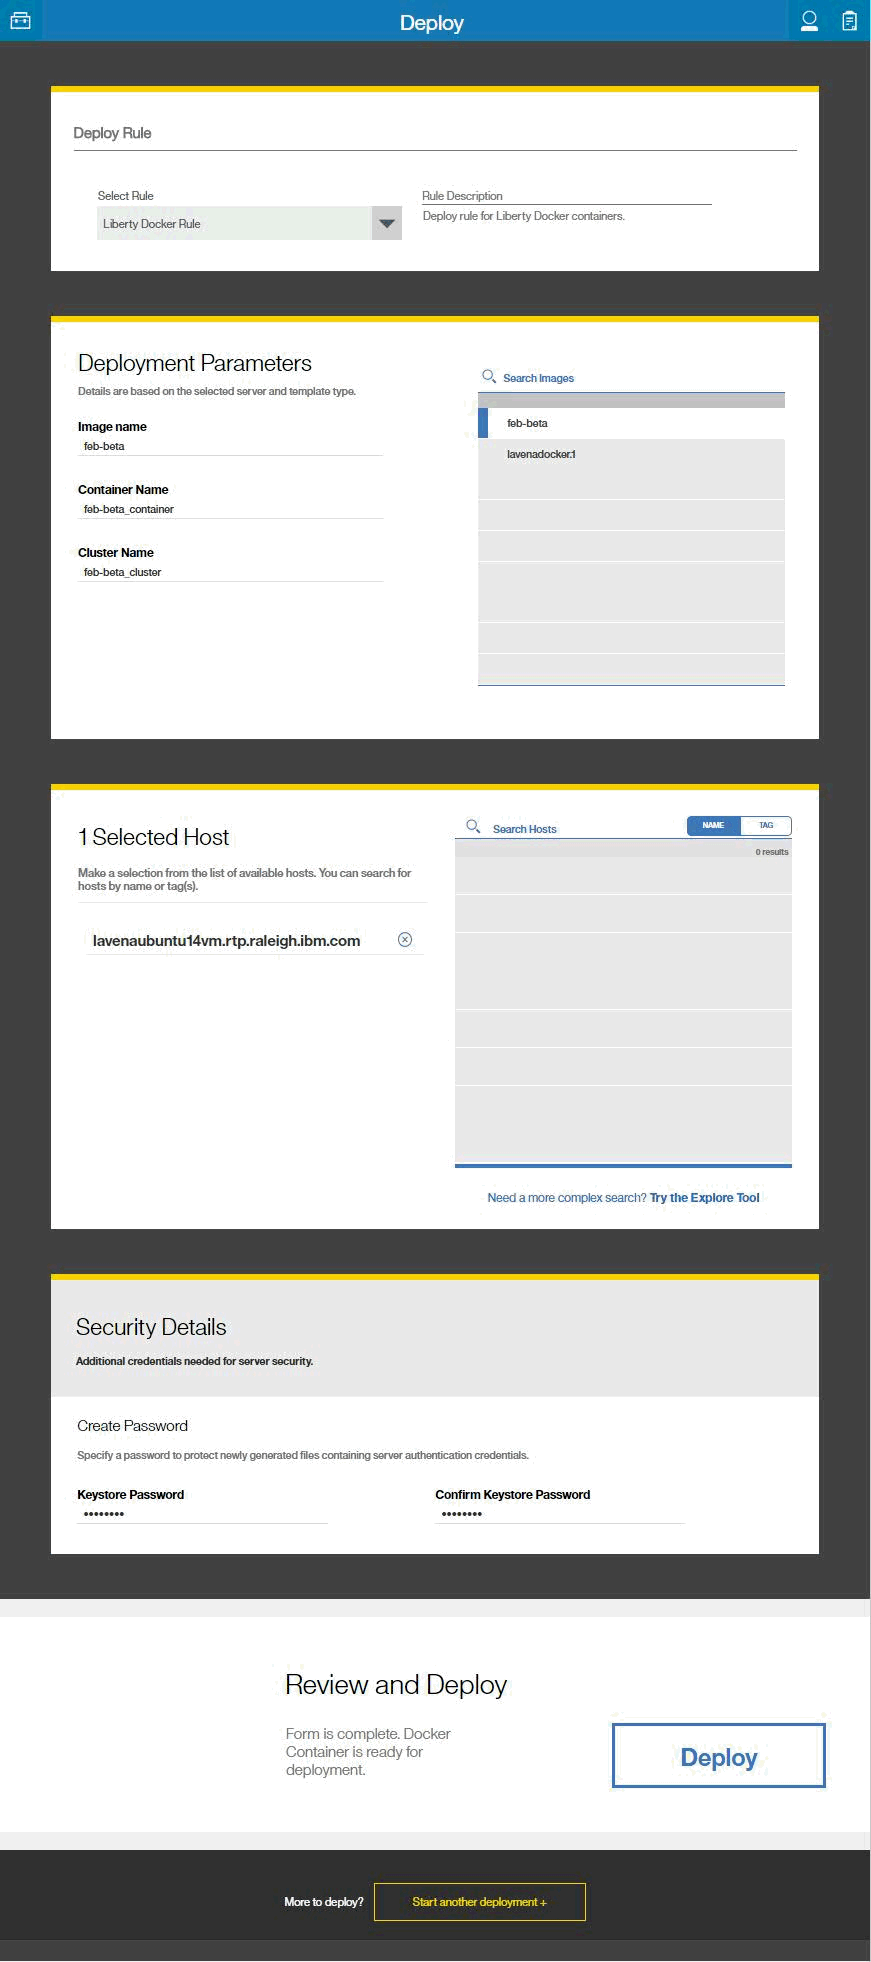 Deploy
Deploy Rule
Select Rule
Liberty Docker Rule
Rule Description
Deploy rule for Liberty Docker containers.
Deployment Parameters
Details are based on the selected server and template type.
Image name
feb-beta
Container Name
feb-beta_container
Cluster Name
feb-beta_cluster
Search Images
feb-beta
lavenadocker.1
1 Selected Host
Make a selection from the list of available hosts. You can search for
hosts by name or tag(s).
lavenaubuntu14vm.rtp.raleigh.ibm.com
Search Hosts
NAME
TAG
0 results
Need a more complex search? Try the Explore Tool
Security Details
Additional credentials needed for server security.
Create Password
Specify a password to protect newly generated files containing server authentication credentials.
Keystore Password
••••••••
Confirm Keystore Password
••••••••
Review and Deploy
Form is complete. Docker
Container is ready for
deployment.
Deploy
More to deploy?
Start another deployment +